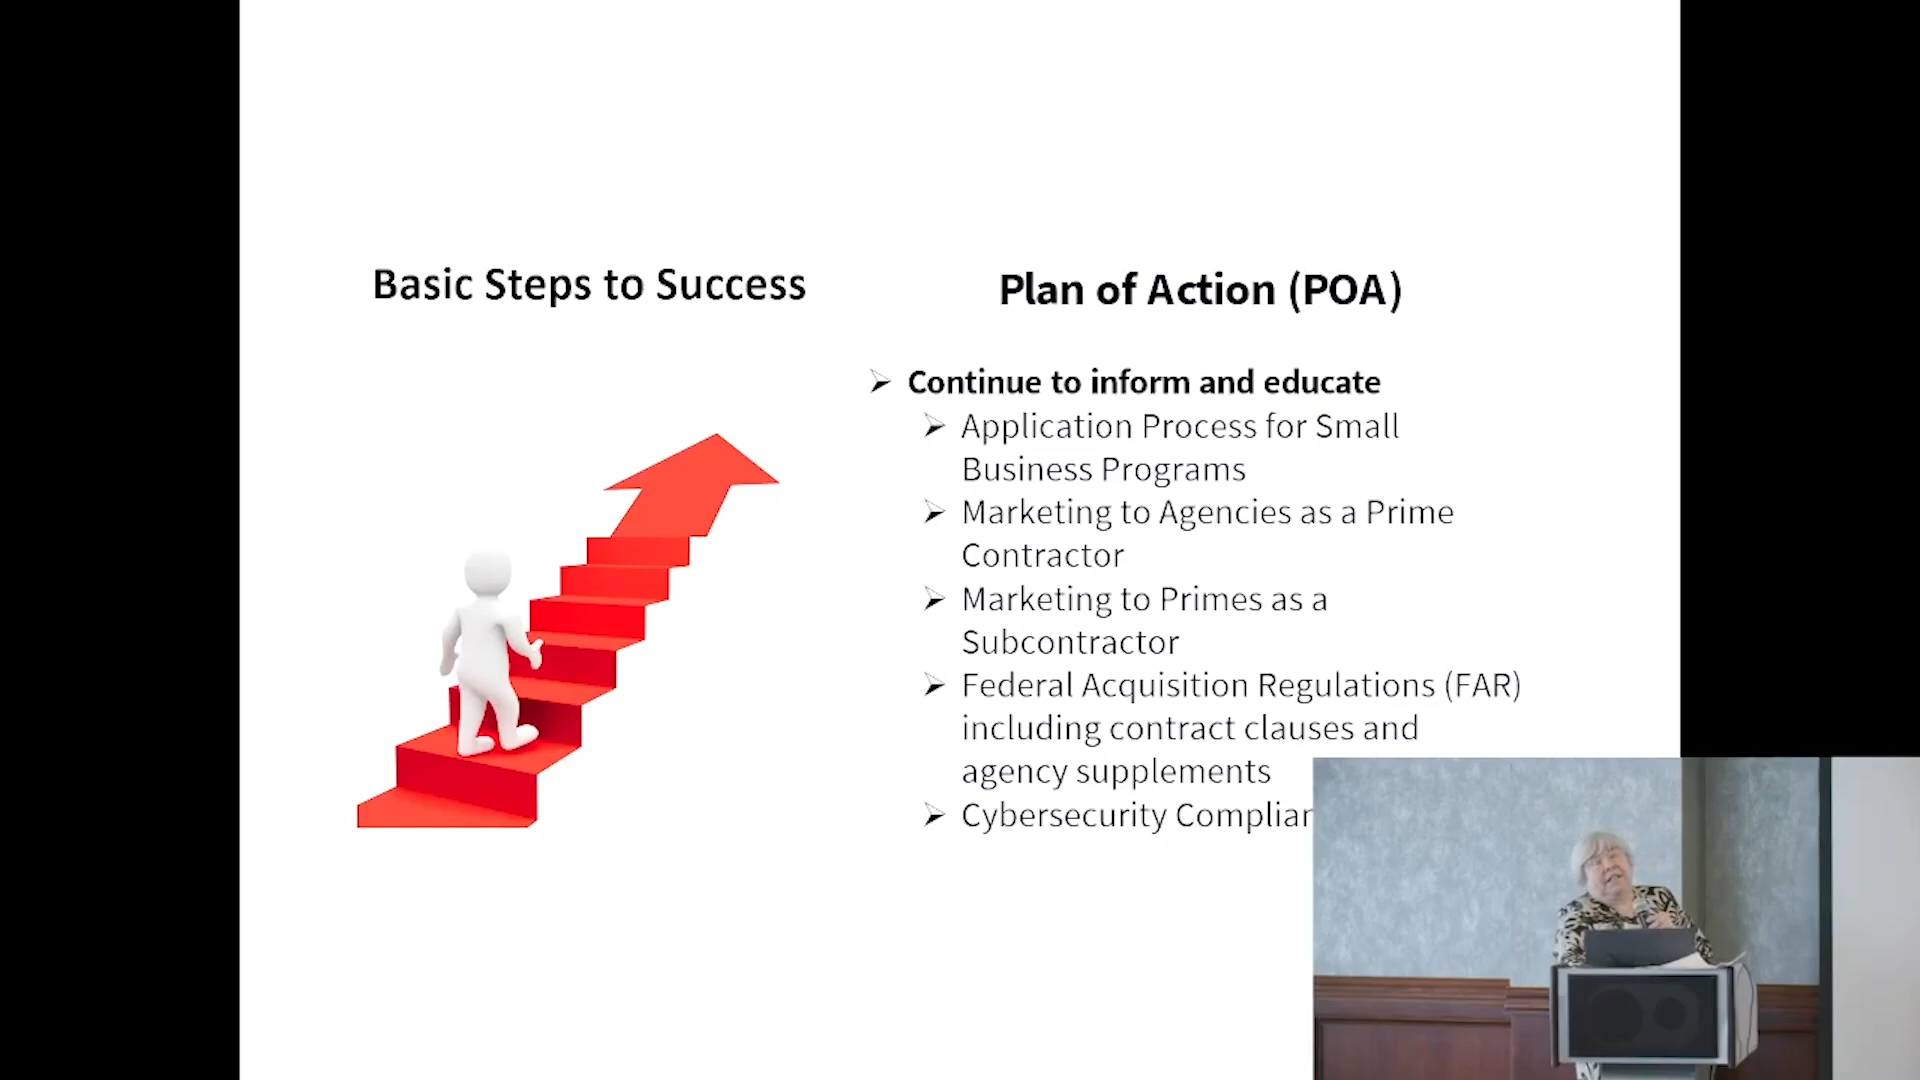 Basic Steps to Success
Plan of Action (POA)
➢ Continue to inform and educate
➢ Application Process for Small
Business Programs
➢ Marketing to Agencies as a Prime
Contractor
➢ Marketing to Primes as a
Subcontractor
➢ Federal Acquisition Regulations (FAR)
including contract clauses and
agency supplements
➢ Cybersecurity